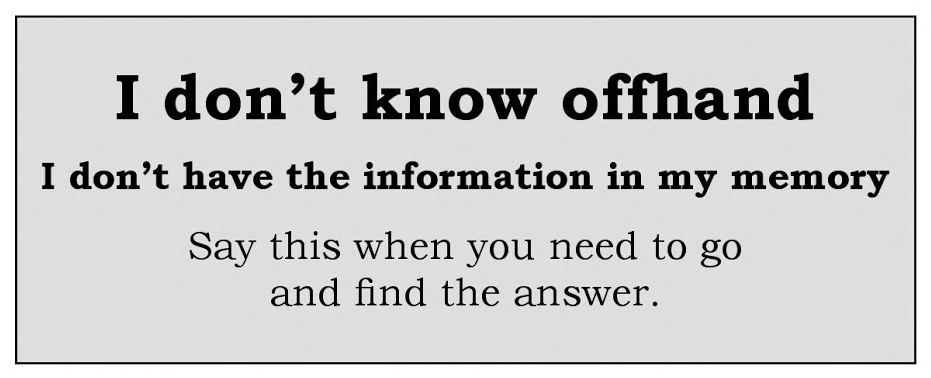 I don’t know offhand
I don’t have the information in my memory
Say this when you need to go
and find the answer.